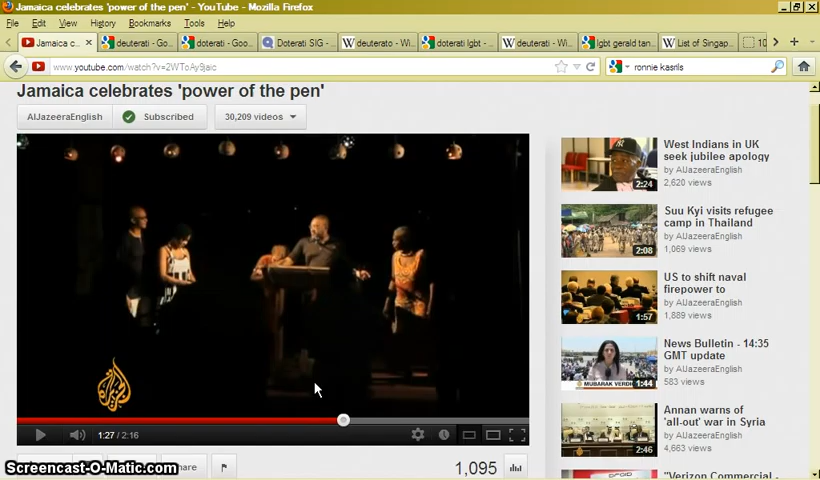 Jamaica celebrates 'power of the pen' - YouTube - Mozilla Firefox
File Edit View History Bookmarks Tools Help
Jamaica c... deuterati - Go... doterati - Goo... Doterati SIG - ... deuterato - Wi... doterati lgbt - ... deuterati - Wi... lgbt gerald tan... List of Singap... 10
www.youtube.com/watch?v=2WToAy9jaic
ronnie kasrils
Jamaica celebrates 'power of the pen'
AlJazeeraEnglish Subscribed 30,209 videos
1:27 / 2:16
1,095
West Indians in UK
seek jubilee apology
by AlJazeeraEnglish
2,620 views
2:24
Suu Kyi visits refugee
camp in Thailand
by AlJazeeraEnglish
1,069 views
2:08
US to shift naval
firepower to
by AlJazeeraEnglish
1,889 views
1:57
News Bulletin - 14:35
GMT update
by AlJazeeraEnglish
583 views
MUBARAK VERDICT
1:44
Annan warns of
'all-out' war in Syria
by AlJazeeraEnglish
4,663 views
2:46
"Verizon Commercial -
Screencast-O-Matic.com